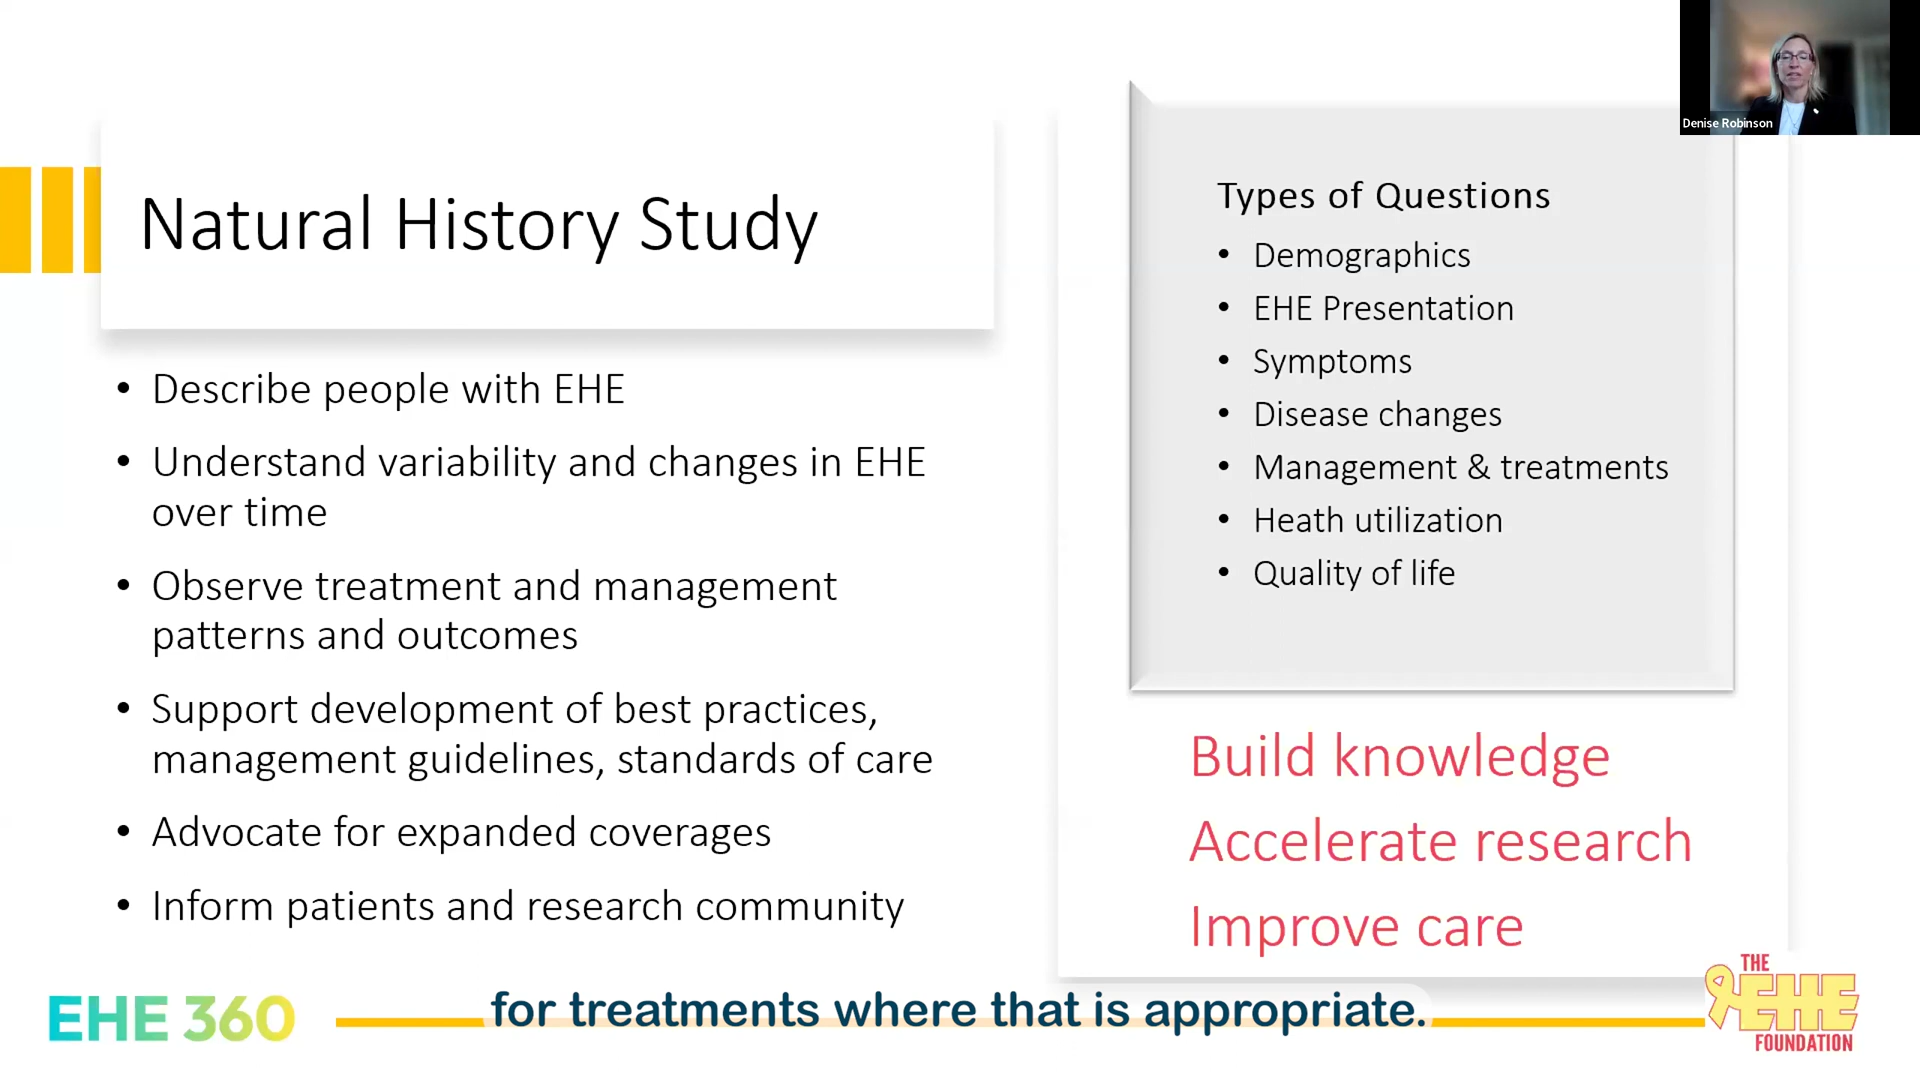 Denise Robinson
Natural History Study
• Describe people with EHE
• Understand variability and changes in EHE
over time
• Observe treatment and management
patterns and outcomes
• Support development of best practices,
management guidelines, standards of care
• Advocate for expanded coverages
• Inform patients and research community
Types of Questions
• Demographics
• EHE Presentation
• Symptoms
• Disease changes
• Management & treatments
• Heath utilization
• Quality of life
Build knowledge
Accelerate research
Improve care
EHE 360
for treatments where that is appropriate.
THE
EHE
FOUNDATION